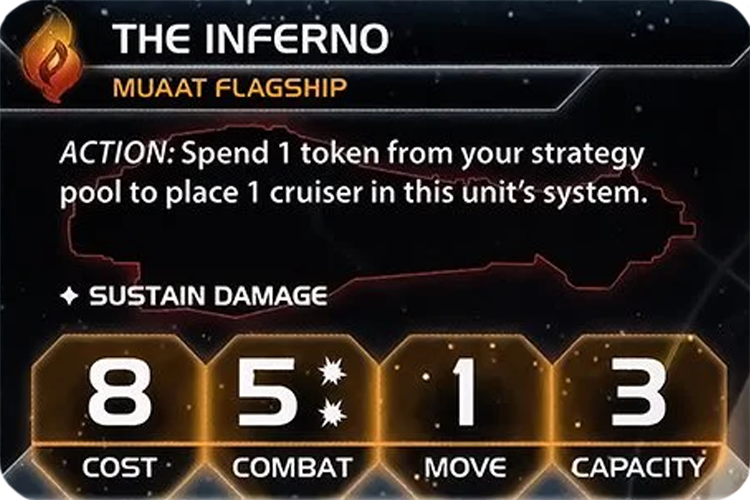 THE INFERNO
MUAAT FLAGSHIP
ACTION: Spend 1 token from your strategy
pool to place 1 cruiser in this unit's system.
✦ SUSTAIN DAMAGE
8 5 1 3
COST COMBAT MOVE CAPACITY